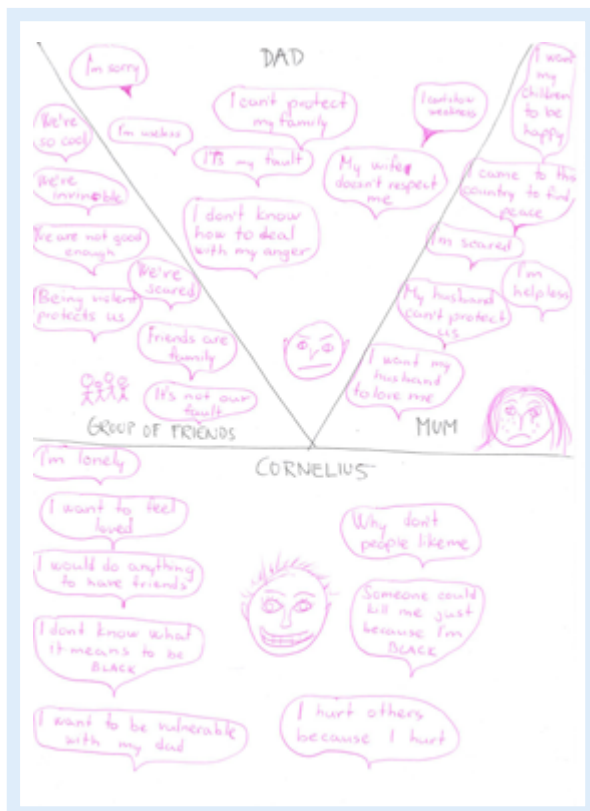 DAD
I'm sorry
I'm useless
I can't protect
my family
It's my fault
I can't show
weakness
My wife
doesn't respect
me
I don't know
how to deal
with my anger
We're
so cool
We're
invincible
We are not good
enough
We're
scared
Being violent
protects us
Friends are
family
It's not our
fault
GROUP OF FRIENDS
I want
my
children
to be
happy
I came to this
country to find
peace
I'm scared
I'm
helpless
My husband
can't protect
us
I want my
husband
to love me
MUM
CORNELIUS
I'm lonely
I want to feel
loved
I would do anything
to have friends
I dont know what
it means to be
BLACK
I want to be vulnerable
with my dad
Why don't
people like me
Someone could
kill me just
because I'm
BLACK
I hurt others
because I hurt